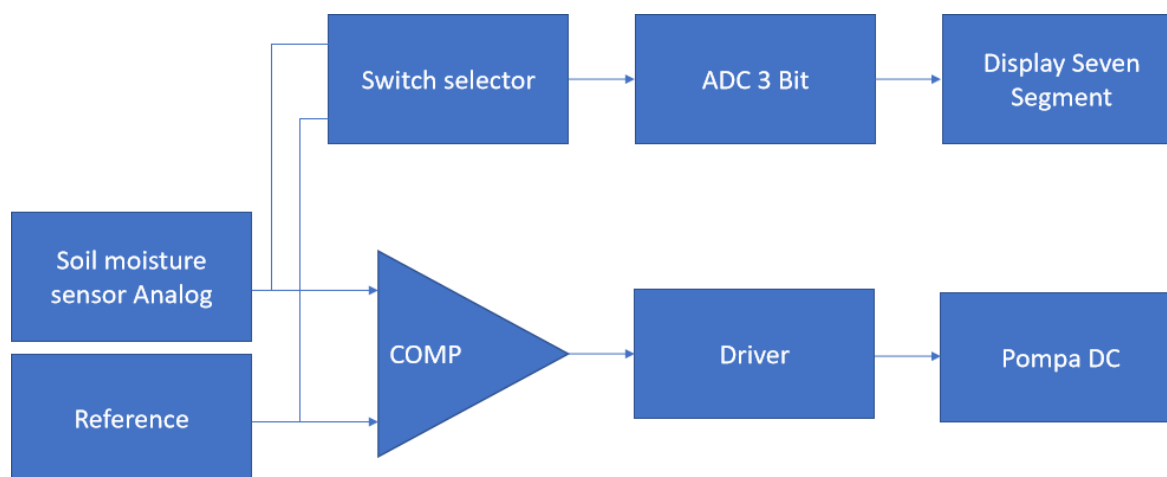 Switch selector
ADC 3 Bit
Display Seven
Segment
Soil moisture
sensor Analog
COMP
Driver
Pompa DC
Reference